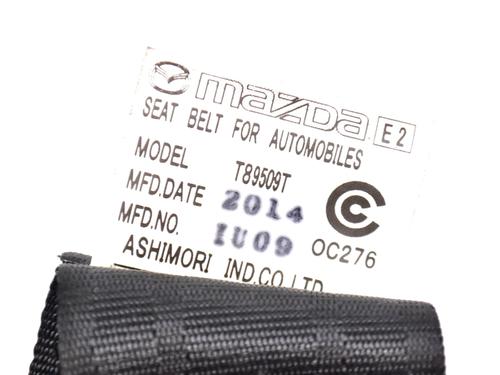 mazda E2
SEAT BELT FOR AUTOMOBILES
MODEL T89509T
MFD.DATE 2014
MFD.NO. IU09 OC276
ASHIMORI IND.CO.LTD.